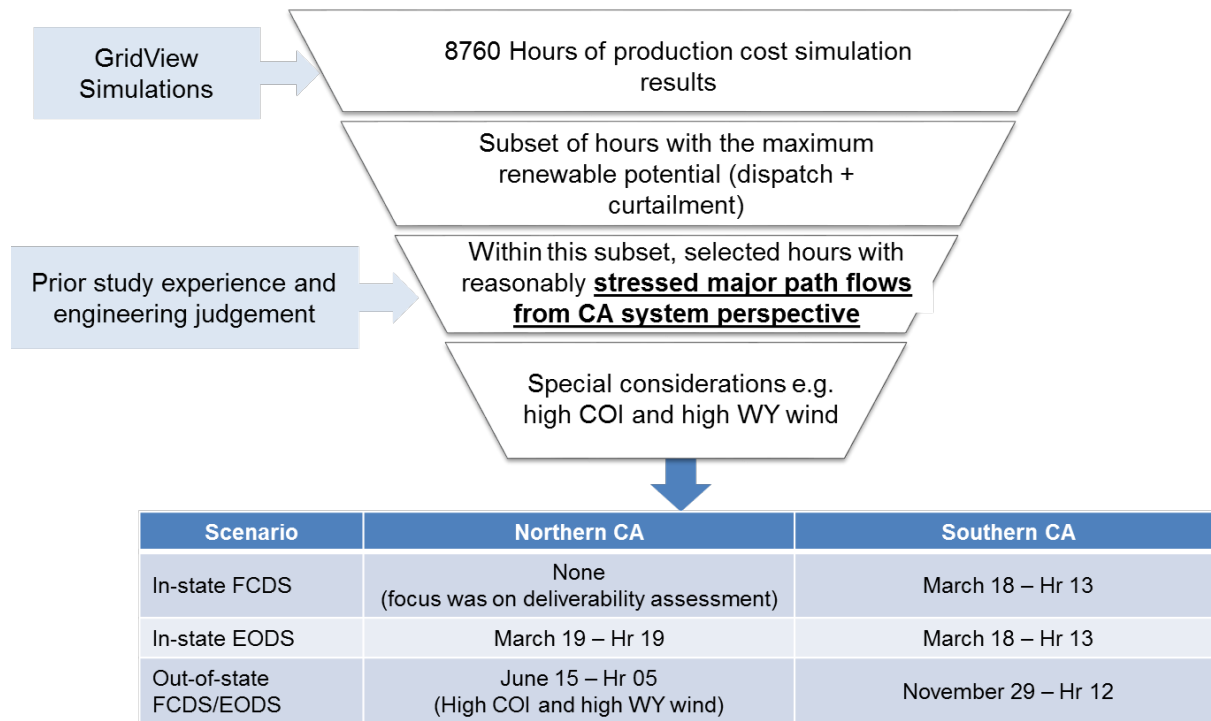 GridView
Simulations
8760 Hours of production cost simulation
results
Subset of hours with the maximum
renewable potential (dispatch +
curtailment)
Prior study experience and
engineering judgement
Within this subset, selected hours with
reasonably stressed major path flows
from CA system perspective
Special considerations e.g.
high COI and high WY wind
Scenario Northern CA Southern CA
In-state FCDS None (focus was on deliverability assessment) March 18 – Hr 13
In-state EODS March 19 – Hr 19 March 18 – Hr 13
Out-of-state FCDS/EODS June 15 – Hr 05 (High COI and high WY wind) November 29 – Hr 12